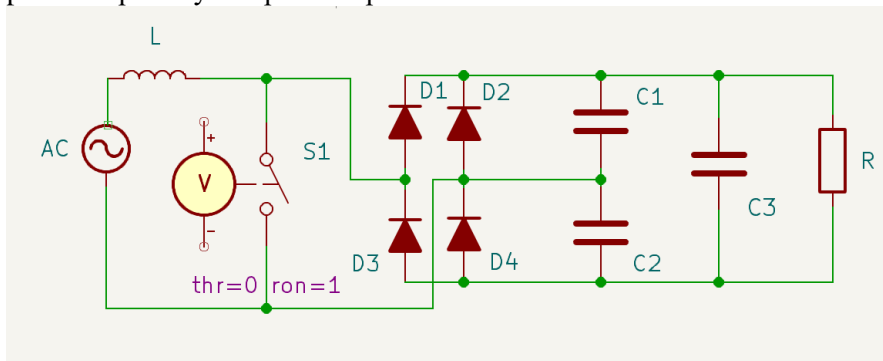 L
D1
D2
C1
AC
+
V
S1
R
C3
D3
D4
C2
-
thr=0 ron=1